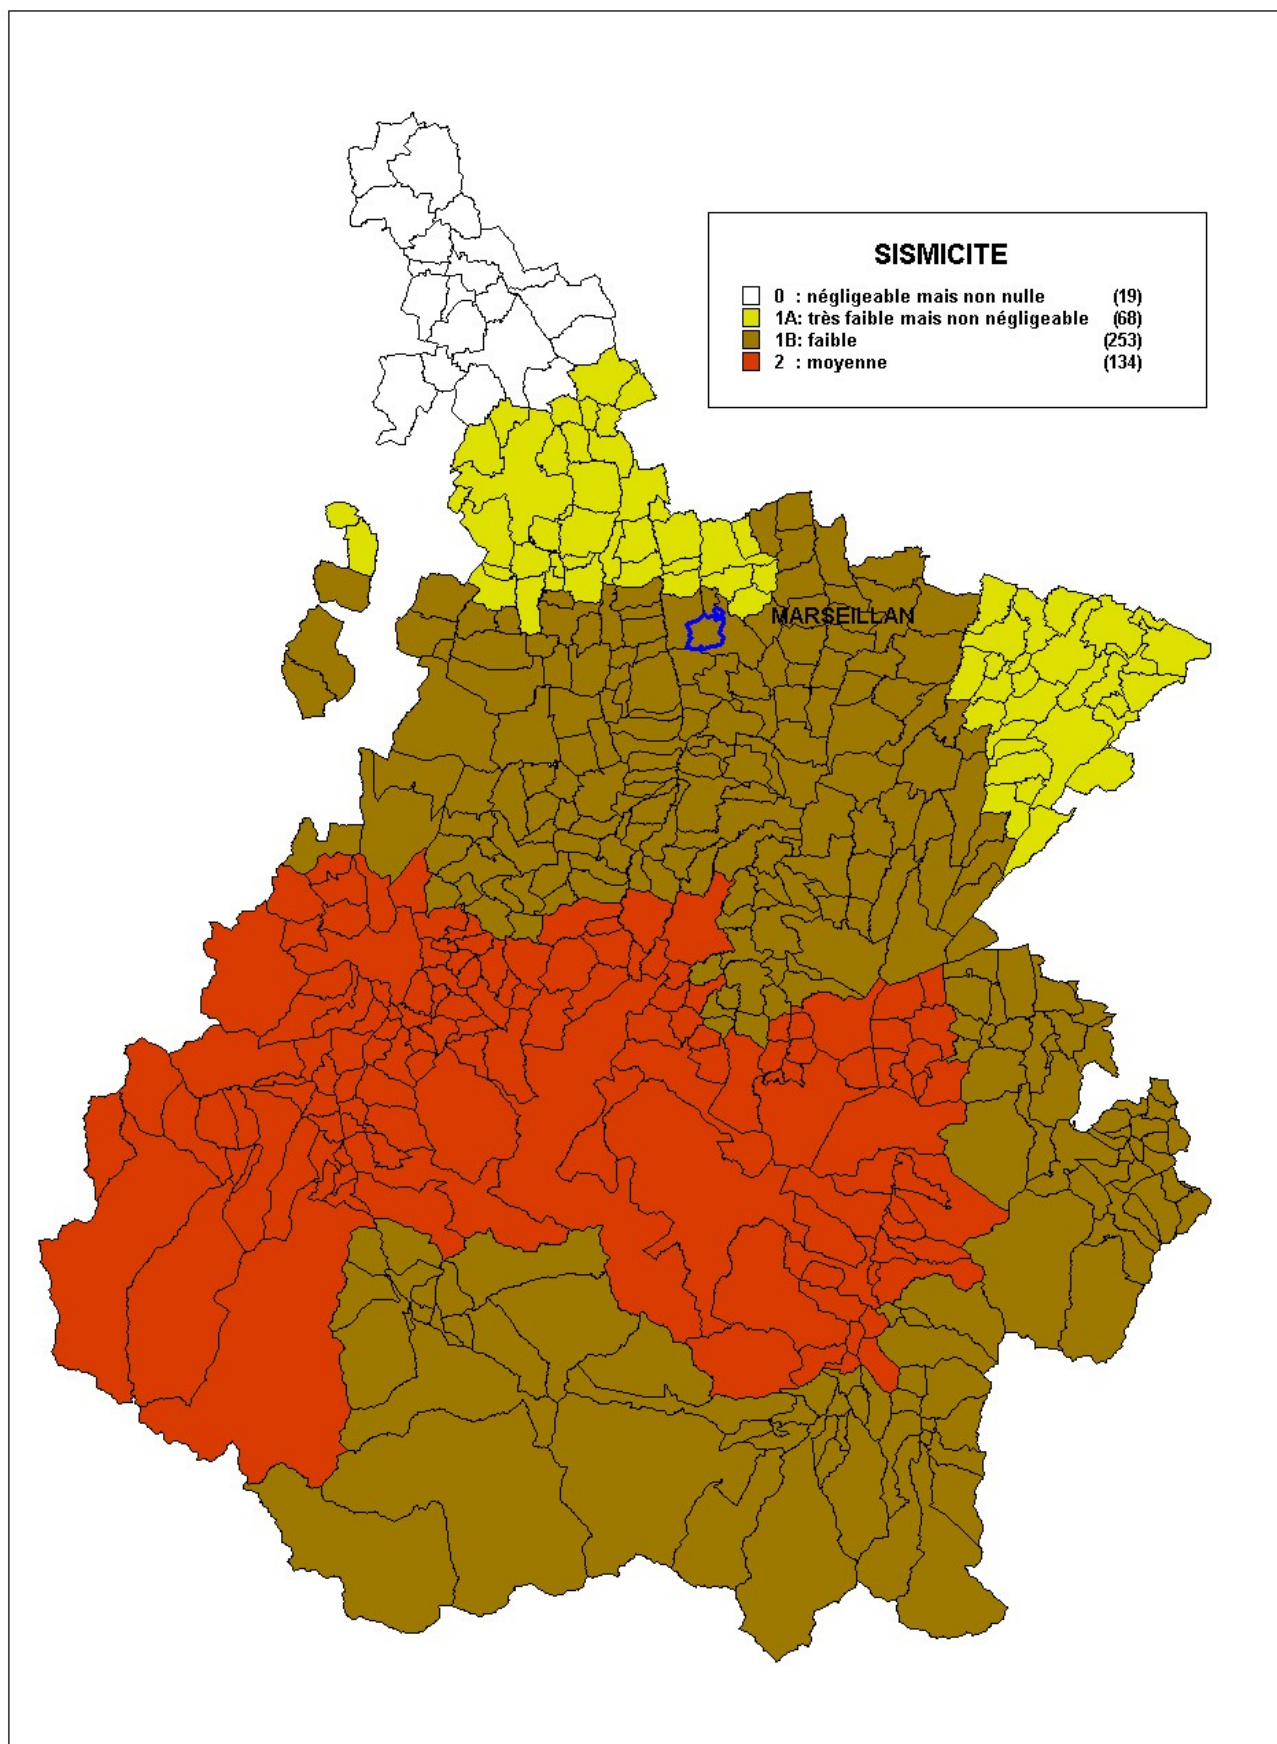 SISMICITE
0 : négligeable mais non nulle (19)
1A: très faible mais non négligeable (68)
1B: faible (253)
2 : moyenne (134)
MARSEILLAN